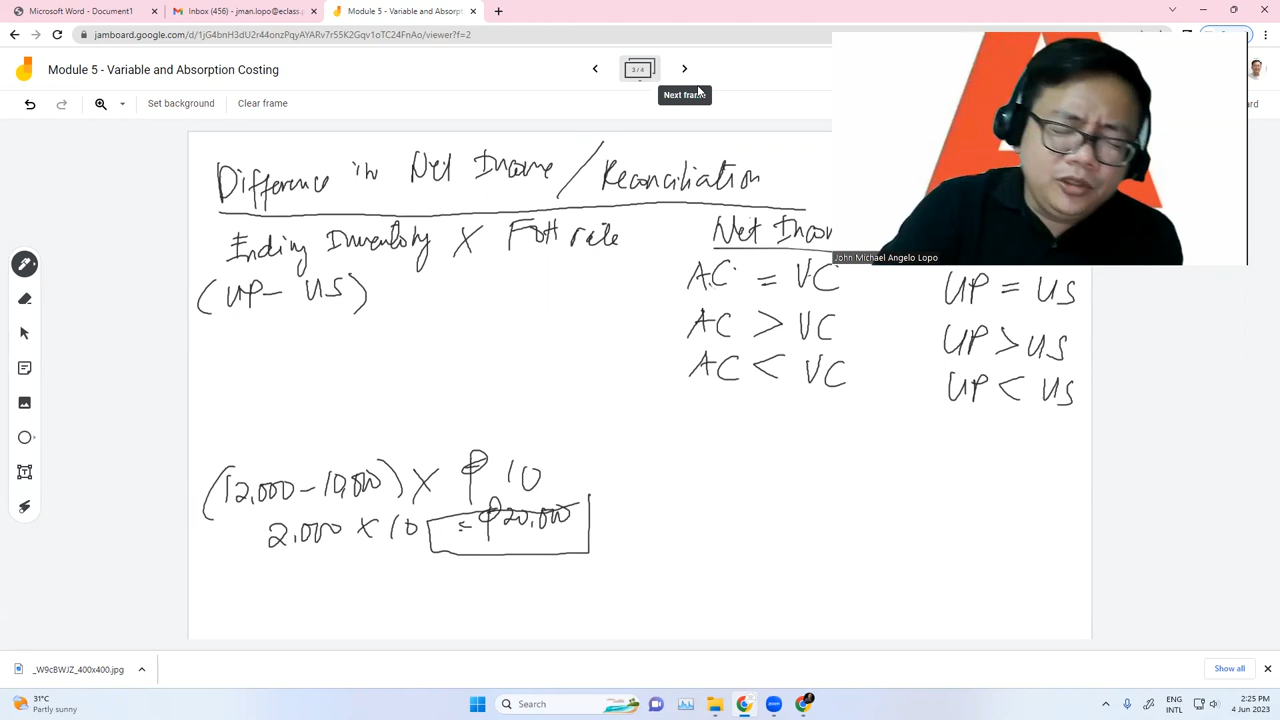 Microsoft Word - Document1
Inbox (456) - jman.lopo@eclass.p
Module 5 - Variable and Absorpt
jamboard.google.com/d/1jG4bnH3dU2r44onzPqyAYARv7r55K2Gqv1oTC24FnAo/viewer?f=2
Module 5 - Variable and Absorption Costing
3/4
Set background
Clear frame
Next frame
Difference in Net Income / Reconciliation
Ending Inventory X FOH rate
(UP - US)
Net Incom
AC = VC
AC > VC
AC < VC
UP = US
UP > US
UP < US
John Michael Angelo Lopo
(12,000 - 10,000) X ₱ 10
2,000 X 10 = ₱20,000
_W9cBWJZ_400x400.jpg
Show all
31°C
Partly sunny
Search
ENG
INTL
2:25 PM
4 Jun 2023